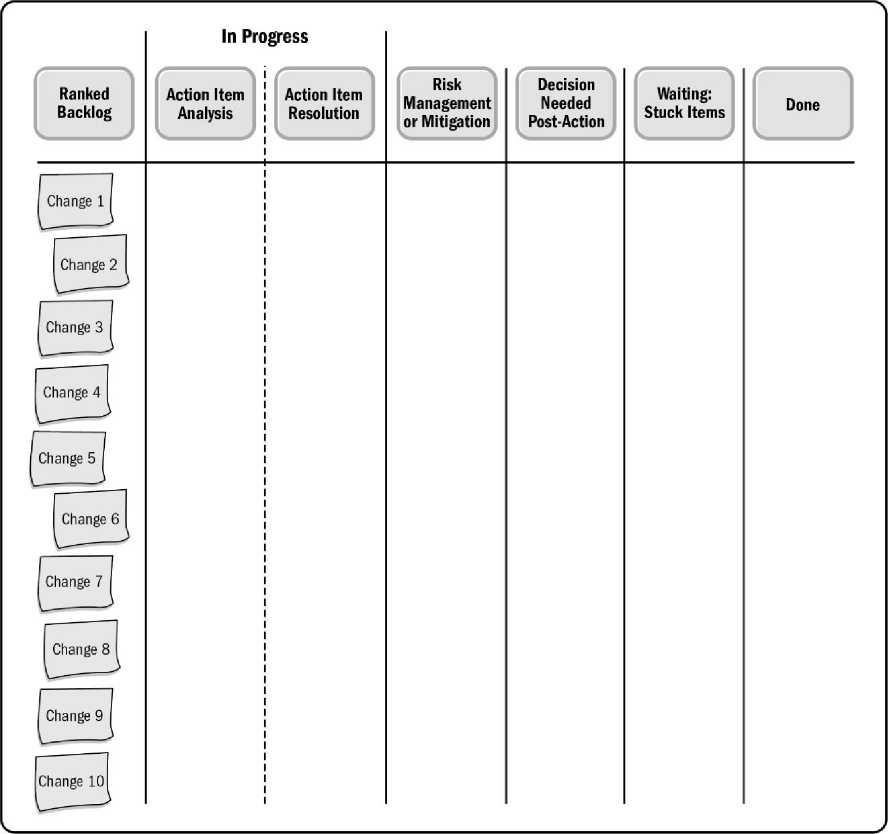 In Progress
Ranked
Backlog
Action Item
Analysis
Action Item
Resolution
Risk
Management
or Mitigation
Decision
Needed
Post-Action
Waiting:
Stuck Items
Done
Change 1
Change 2
Change 3
Change 4
Change 5
Change 6
Change 7
Change 8
Change 9
Change 10